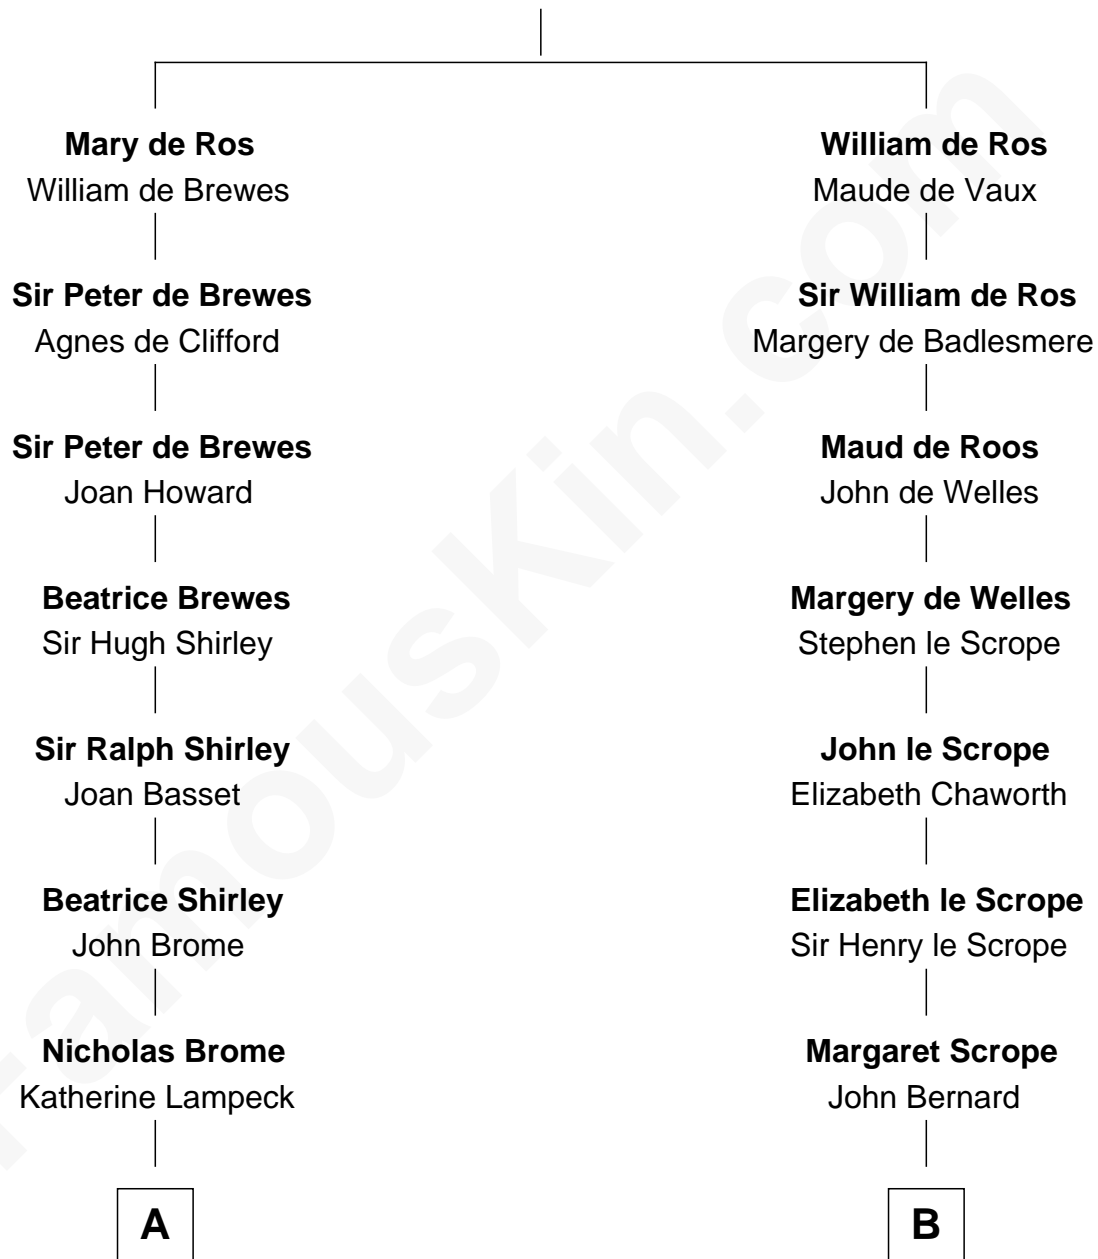 Mary de Ros
William de Brewes
William de Ros
Maude de Vaux
Sir Peter de Brewes
Agnes de Clifford
Sir William de Ros
Margery de Badlesmere
Sir Peter de Brewes
Joan Howard
Maud de Roos
John de Welles
Beatrice Brewes
Sir Hugh Shirley
Margery de Welles
Stephen le Scrope
Sir Ralph Shirley
Joan Basset
John le Scrope
Elizabeth Chaworth
Beatrice Shirley
John Brome
Elizabeth le Scrope
Sir Henry le Scrope
Nicholas Brome
Katherine Lampeck
Margaret Scrope
John Bernard
A
B
FamousKin.com